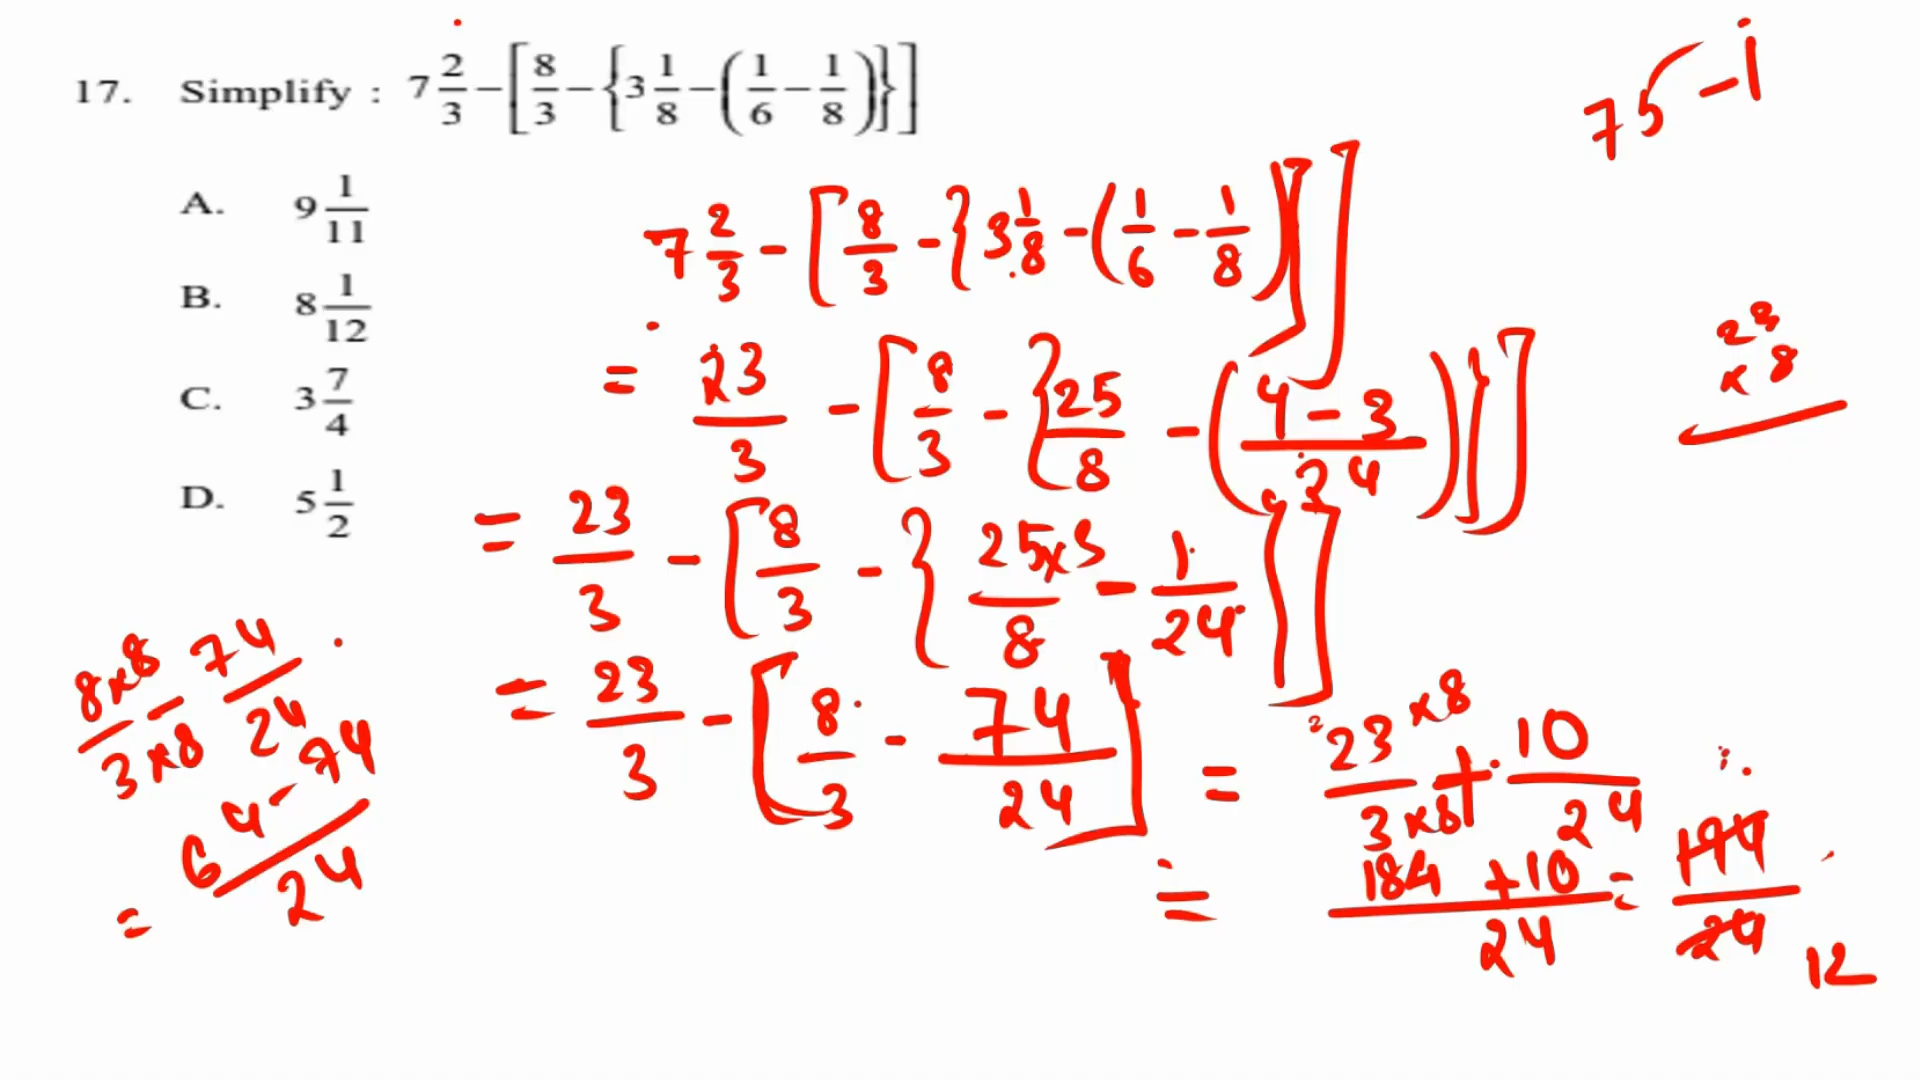 17. Simplify : 7 2/3 − [8/3 − {3 1/8 − (1/6 − 1/8)}]
A. 9 1/11
B. 8 1/12
C. 3 7/4
D. 5 1/2
75 − 1
7 2/3 − [8/3 − {3 1/8 − (1/6 − 1/8)}]
= 23/3 − [8/3 − {25/8 − (4 − 3/24)}]
23
× 8
= 23/3 − [8/3 − {25×3/8 − 1/24}]
= 23/3 − [8/3 − 74/24]
8×8/3×8 − 74/24
= 64 − 74/24
= 23×8/3×8 + 10/24
= 184 + 10/24 = 194/24
12